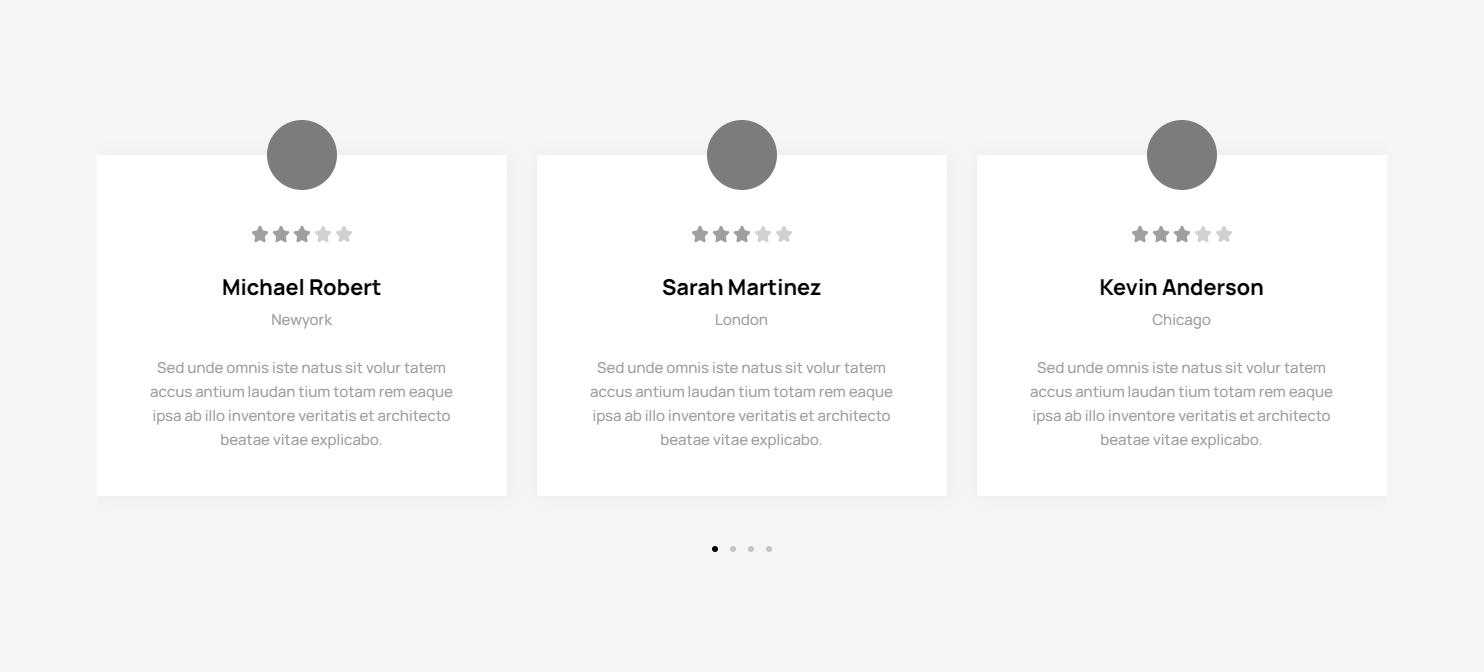 Michael Robert
Newyork
Sed unde omnis iste natus sit volur tatem
accus antium laudan tium totam rem eaque
ipsa ab illo inventore veritatis et architecto
beatae vitae explicabo.
Sarah Martinez
London
Sed unde omnis iste natus sit volur tatem
accus antium laudan tium totam rem eaque
ipsa ab illo inventore veritatis et architecto
beatae vitae explicabo.
Kevin Anderson
Chicago
Sed unde omnis iste natus sit volur tatem
accus antium laudan tium totam rem eaque
ipsa ab illo inventore veritatis et architecto
beatae vitae explicabo.